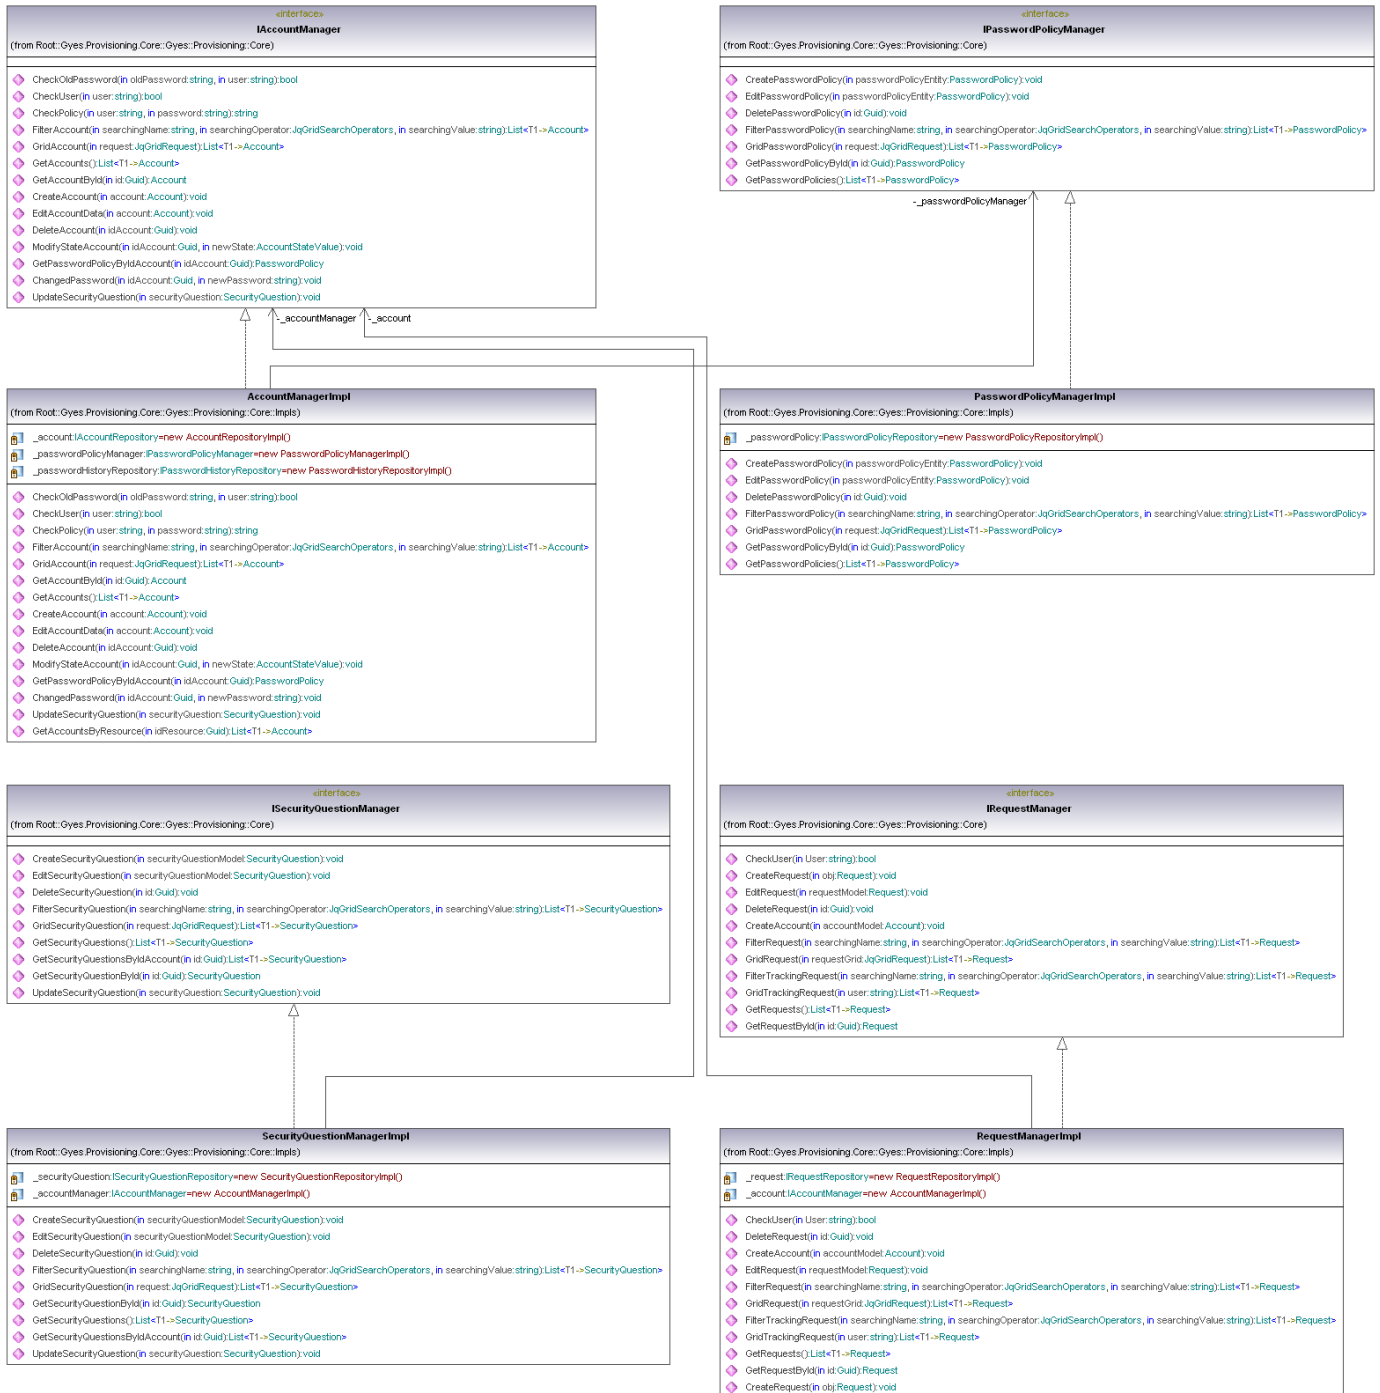 «interface»
IAccountManager
(from Root::Gyes.Provisioning.Core::Gyes::Provisioning::Core)
CheckOldPassword(in oldPassword:string, in user:string):bool
CheckUser(in user:string):bool
CheckPolicy(in user:string, in password:string):string
FilterAccount(in searchingName:string, in searchingOperator:JqGridSearchOperators, in searchingValue:string):List<T1->Account>
GridAccount(in request:JqGridRequest):List<T1->Account>
GetAccounts():List<T1->Account>
GetAccountById(in id:Guid):Account
CreateAccount(in account:Account):void
EditAccountData(in account:Account):void
DeleteAccount(in idAccount:Guid):void
ModifyStateAccount(in idAccount:Guid, in newState:AccountStateValue):void
GetPasswordPolicyByIdAccount(in idAccount:Guid):PasswordPolicy
ChangedPassword(in idAccount:Guid, in newPassword:string):void
UpdateSecurityQuestion(in securityQuestion:SecurityQuestion):void
«interface»
IPasswordPolicyManager
(from Root::Gyes.Provisioning.Core::Gyes::Provisioning::Core)
CreatePasswordPolicy(in passwordPolicyEntity:PasswordPolicy):void
EditPasswordPolicy(in passwordPolicyEntity:PasswordPolicy):void
DeletePasswordPolicy(in id:Guid):void
FilterPasswordPolicy(in searchingName:string, in searchingOperator:JqGridSearchOperators, in searchingValue:string):List<T1->PasswordPolicy>
GridPasswordPolicy(in request:JqGridRequest):List<T1->PasswordPolicy>
GetPasswordPolicyById(in id:Guid):PasswordPolicy
GetPasswordPolicies():List<T1->PasswordPolicy>
-_passwordPolicyManager
-_accountManager
-_account
AccountManagerImpl
(from Root::Gyes.Provisioning.Core::Gyes::Provisioning::Core::Impls)
_account:IAccountRepository=new AccountRepositoryImpl()
_passwordPolicyManager:IPasswordPolicyManager=new PasswordPolicyManagerImpl()
_passwordHistoryRepository:IPasswordHistoryRepository=new PasswordHistoryRepositoryImpl()
CheckOldPassword(in oldPassword:string, in user:string):bool
CheckUser(in user:string):bool
CheckPolicy(in user:string, in password:string):string
FilterAccount(in searchingName:string, in searchingOperator:JqGridSearchOperators, in searchingValue:string):List<T1->Account>
GridAccount(in request:JqGridRequest):List<T1->Account>
GetAccountById(in id:Guid):Account
GetAccounts():List<T1->Account>
CreateAccount(in account:Account):void
EditAccountData(in account:Account):void
DeleteAccount(in idAccount:Guid):void
ModifyStateAccount(in idAccount:Guid, in newState:AccountStateValue):void
GetPasswordPolicyByIdAccount(in idAccount:Guid):PasswordPolicy
ChangedPassword(in idAccount:Guid, in newPassword:string):void
UpdateSecurityQuestion(in securityQuestion:SecurityQuestion):void
GetAccountsByResource(in idResource:Guid):List<T1->Account>
PasswordPolicyManagerImpl
(from Root::Gyes.Provisioning.Core::Gyes::Provisioning::Core::Impls)
_passwordPolicy:IPasswordPolicyRepository=new PasswordPolicyRepositoryImpl()
CreatePasswordPolicy(in passwordPolicyEntity:PasswordPolicy):void
EditPasswordPolicy(in passwordPolicyEntity:PasswordPolicy):void
DeletePasswordPolicy(in id:Guid):void
FilterPasswordPolicy(in searchingName:string, in searchingOperator:JqGridSearchOperators, in searchingValue:string):List<T1->PasswordPolicy>
GridPasswordPolicy(in request:JqGridRequest):List<T1->PasswordPolicy>
GetPasswordPolicyById(in id:Guid):PasswordPolicy
GetPasswordPolicies():List<T1->PasswordPolicy>
«interface»
ISecurityQuestionManager
(from Root::Gyes.Provisioning.Core::Gyes::Provisioning::Core)
CreateSecurityQuestion(in securityQuestionModel:SecurityQuestion):void
EditSecurityQuestion(in securityQuestionModel:SecurityQuestion):void
DeleteSecurityQuestion(in id:Guid):void
FilterSecurityQuestion(in searchingName:string, in searchingOperator:JqGridSearchOperators, in searchingValue:string):List<T1->SecurityQuestion>
GridSecurityQuestion(in request:JqGridRequest):List<T1->SecurityQuestion>
GetSecurityQuestions():List<T1->SecurityQuestion>
GetSecurityQuestionsByIdAccount(in id:Guid):List<T1->SecurityQuestion>
GetSecurityQuestionById(in id:Guid):SecurityQuestion
UpdateSecurityQuestion(in securityQuestion:SecurityQuestion):void
«interface»
IRequestManager
(from Root::Gyes.Provisioning.Core::Gyes::Provisioning::Core)
CheckUser(in User:string):bool
CreateRequest(in obj:Request):void
EditRequest(in requestModel:Request):void
DeleteRequest(in id:Guid):void
CreateAccount(in accountModel:Account):void
FilterRequest(in searchingName:string, in searchingOperator:JqGridSearchOperators, in searchingValue:string):List<T1->Request>
GridRequest(in requestGrid:JqGridRequest):List<T1->Request>
FilterTrackingRequest(in searchingName:string, in searchingOperator:JqGridSearchOperators, in searchingValue:string):List<T1->Request>
GridTrackingRequest(in user:string):List<T1->Request>
GetRequests():List<T1->Request>
GetRequestById(in id:Guid):Request
SecurityQuestionManagerImpl
(from Root::Gyes.Provisioning.Core::Gyes::Provisioning::Core::Impls)
_securityQuestion:ISecurityQuestionRepository=new SecurityQuestionRepositoryImpl()
_accountManager:IAccountManager=new AccountManagerImpl()
CreateSecurityQuestion(in securityQuestionModel:SecurityQuestion):void
EditSecurityQuestion(in securityQuestionModel:SecurityQuestion):void
DeleteSecurityQuestion(in id:Guid):void
FilterSecurityQuestion(in searchingName:string, in searchingOperator:JqGridSearchOperators, in searchingValue:string):List<T1->SecurityQuestion>
GridSecurityQuestion(in request:JqGridRequest):List<T1->SecurityQuestion>
GetSecurityQuestionById(in id:Guid):SecurityQuestion
GetSecurityQuestions():List<T1->SecurityQuestion>
GetSecurityQuestionsByIdAccount(in id:Guid):List<T1->SecurityQuestion>
UpdateSecurityQuestion(in securityQuestion:SecurityQuestion):void
RequestManagerImpl
(from Root::Gyes.Provisioning.Core::Gyes::Provisioning::Core::Impls)
_request:IRequestRepository=new RequestRepositoryImpl()
_account:IAccountManager=new AccountManagerImpl()
CheckUser(in User:string):bool
DeleteRequest(in id:Guid):void
CreateAccount(in accountModel:Account):void
EditRequest(in requestModel:Request):void
FilterRequest(in searchingName:string, in searchingOperator:JqGridSearchOperators, in searchingValue:string):List<T1->Request>
GridRequest(in requestGrid:JqGridRequest):List<T1->Request>
FilterTrackingRequest(in searchingName:string, in searchingOperator:JqGridSearchOperators, in searchingValue:string):List<T1->Request>
GridTrackingRequest(in user:string):List<T1->Request>
GetRequests():List<T1->Request>
GetRequestById(in id:Guid):Request
CreateRequest(in obj:Request):void